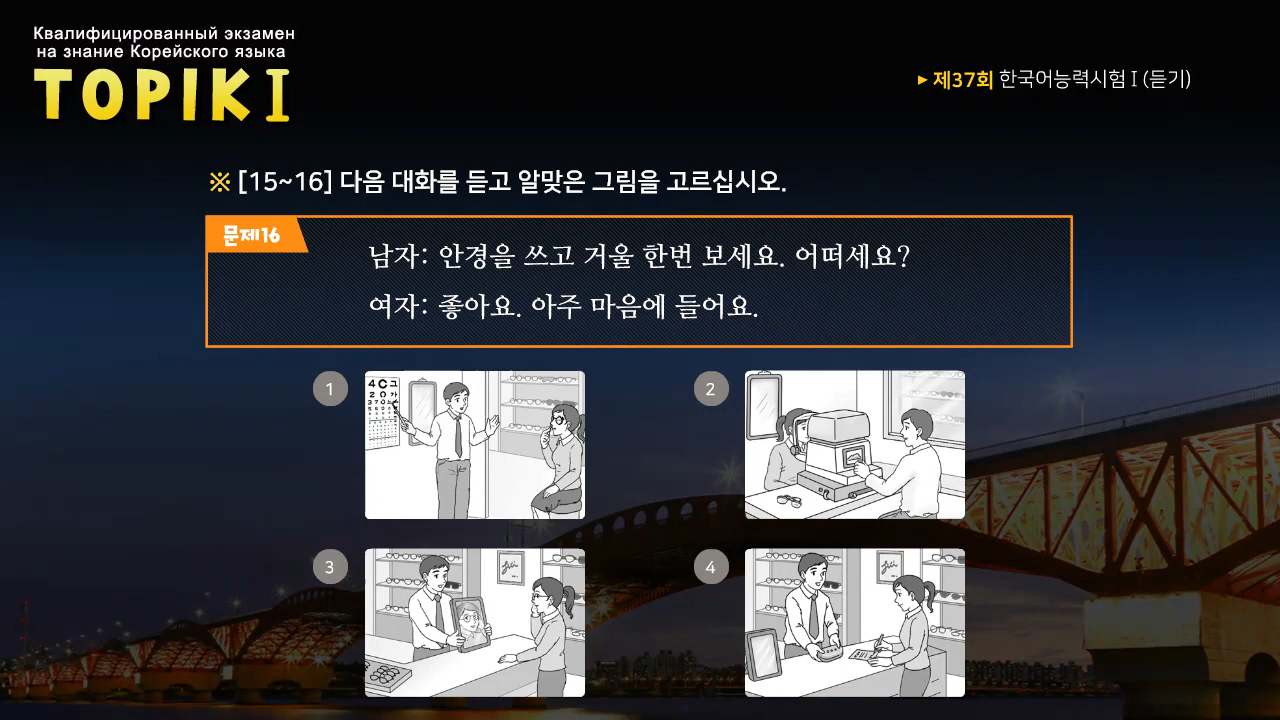 Квалифицированный экзамен
на знание Корейского языка
TOPIK I
▶ 제37회 한국어능력시험 I (듣기)
※ [15~16] 다음 대화를 듣고 알맞은 그림을 고르십시오.
문제16
남자: 안경을 쓰고 거울 한번 보세요. 어떠세요?
여자: 좋아요. 아주 마음에 들어요.
1
2
3
4